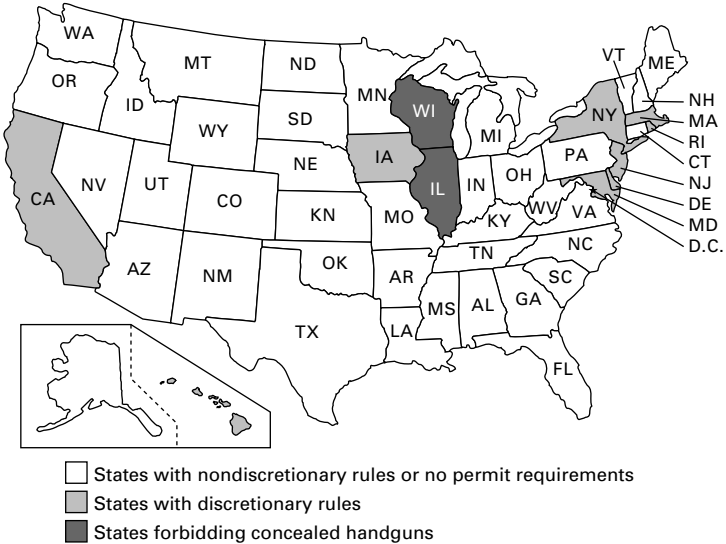 WA
MT
ND
MN
VT
ME
OR
ID
WY
SD
WI
MI
NY
NH
MA
RI
CT
NJ
DE
MD
D.C.
CA
NV
UT
CO
NE
IA
IL
IN
OH
PA
KN
MO
KY
WV
VA
AZ
NM
OK
AR
TN
NC
SC
TX
LA
MS
AL
GA
FL
States with nondiscretionary rules or no permit requirements
States with discretionary rules
States forbidding concealed handguns